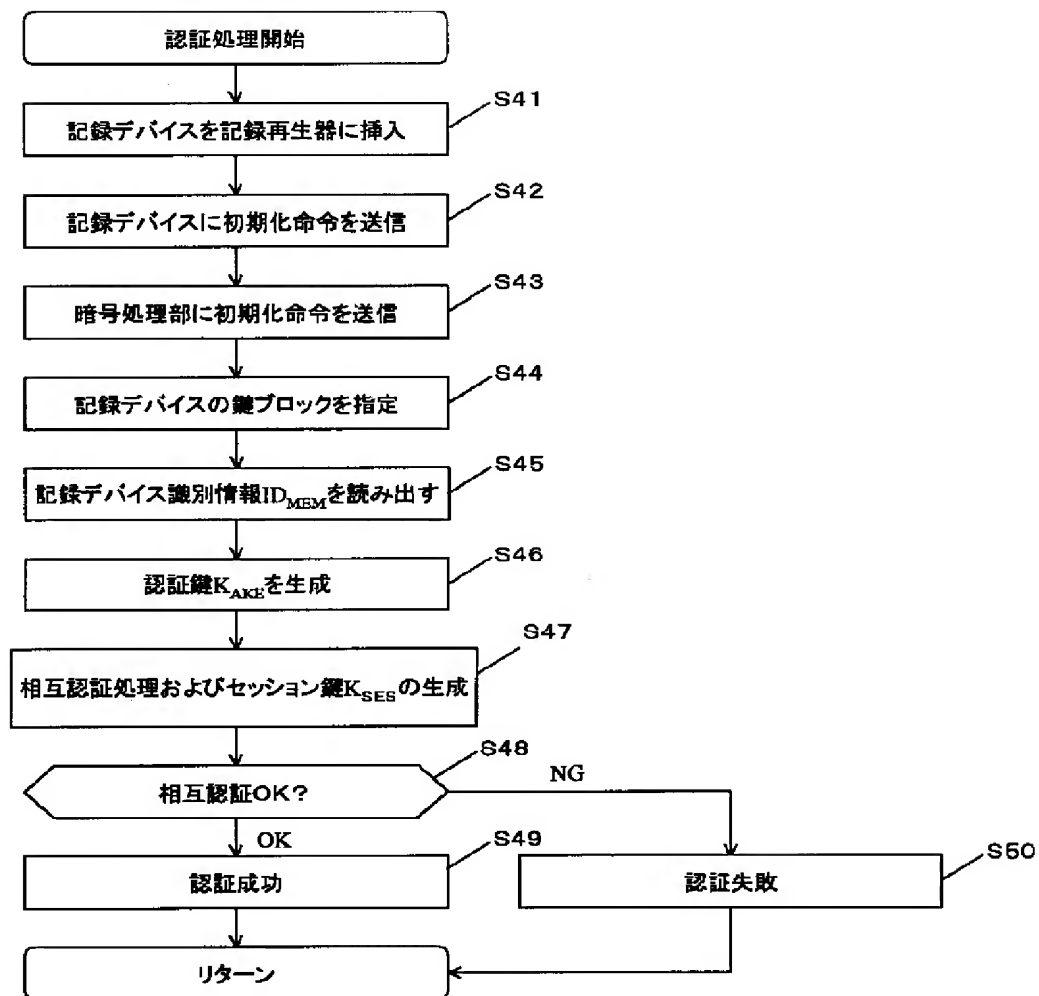 認証処理開始
S41
記録デバイスを記録再生器に挿入
S42
記録デバイスに初期化命令を送信
S43
暗号処理部に初期化命令を送信
S44
記録デバイスの鍵ブロックを指定
S45
記録デバイス識別情報ID_MEMを読み出す
S46
認証鍵K_AKEを生成
S47
相互認証処理およびセッション鍵K_SESの生成
S48
相互認証OK?
NG
OK
S49
認証成功
S50
認証失敗
リターン